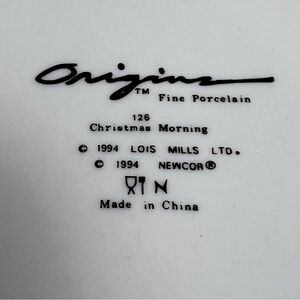 Origins
™ Fine Porcelain
126
Christmas Morning
© 1994 LOIS MILLS LTD.
© 1994 NEWCOR®
N
Made in China